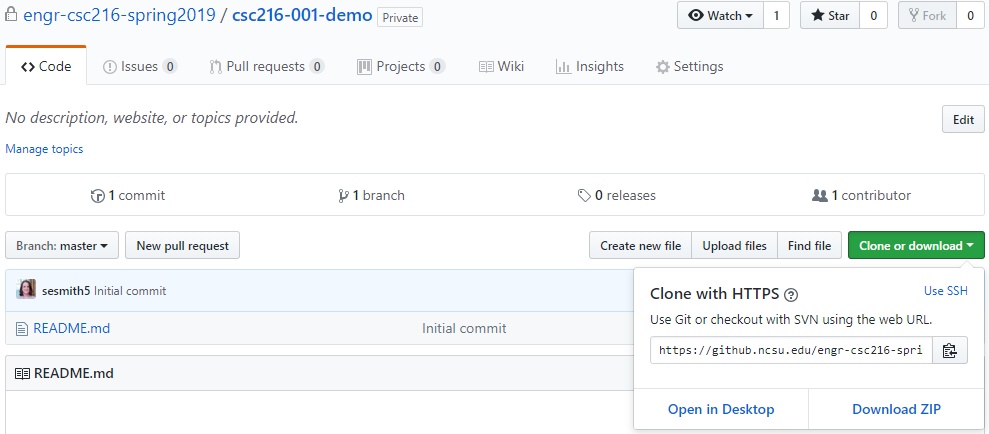 engr-csc216-spring2019 / csc216-001-demo Private
Watch 1 Star 0 Fork 0
Code Issues 0 Pull requests 0 Projects 0 Wiki Insights Settings
No description, website, or topics provided.
Edit
Manage topics
1 commit 1 branch 0 releases 1 contributor
Branch: master New pull request Create new file Upload files Find file Clone or download
sesmith5 Initial commit
README.md Initial commit
README.md
Clone with HTTPS ? Use SSH
Use Git or checkout with SVN using the web URL.
https://github.ncsu.edu/engr-csc216-spri
Open in Desktop Download ZIP